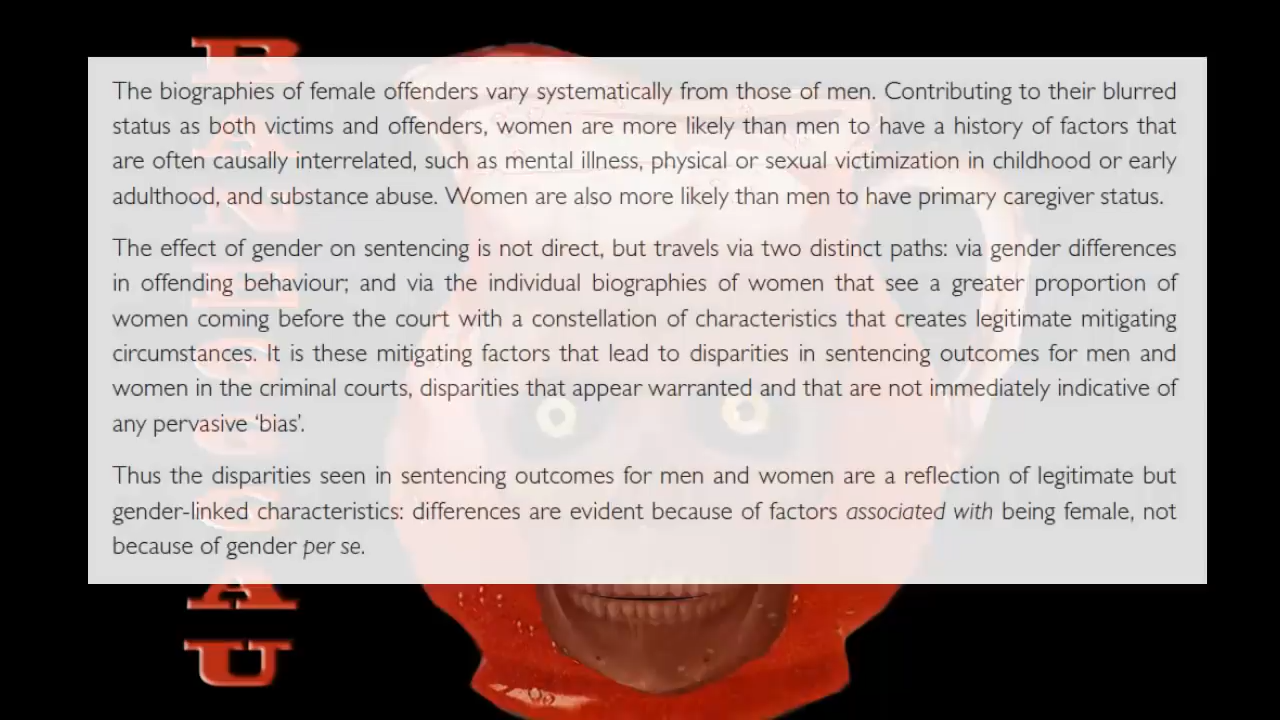 The biographies of female offenders vary systematically from those of men. Contributing to their blurred
status as both victims and offenders, women are more likely than men to have a history of factors that
are often causally interrelated, such as mental illness, physical or sexual victimization in childhood or early
adulthood, and substance abuse. Women are also more likely than men to have primary caregiver status.
The effect of gender on sentencing is not direct, but travels via two distinct paths: via gender differences
in offending behaviour; and via the individual biographies of women that see a greater proportion of
women coming before the court with a constellation of characteristics that creates legitimate mitigating
circumstances. It is these mitigating factors that lead to disparities in sentencing outcomes for men and
women in the criminal courts, disparities that appear warranted and that are not immediately indicative of
any pervasive ‘bias’.
Thus the disparities seen in sentencing outcomes for men and women are a reflection of legitimate but
gender-linked characteristics: differences are evident because of factors associated with being female, not
because of gender per se.